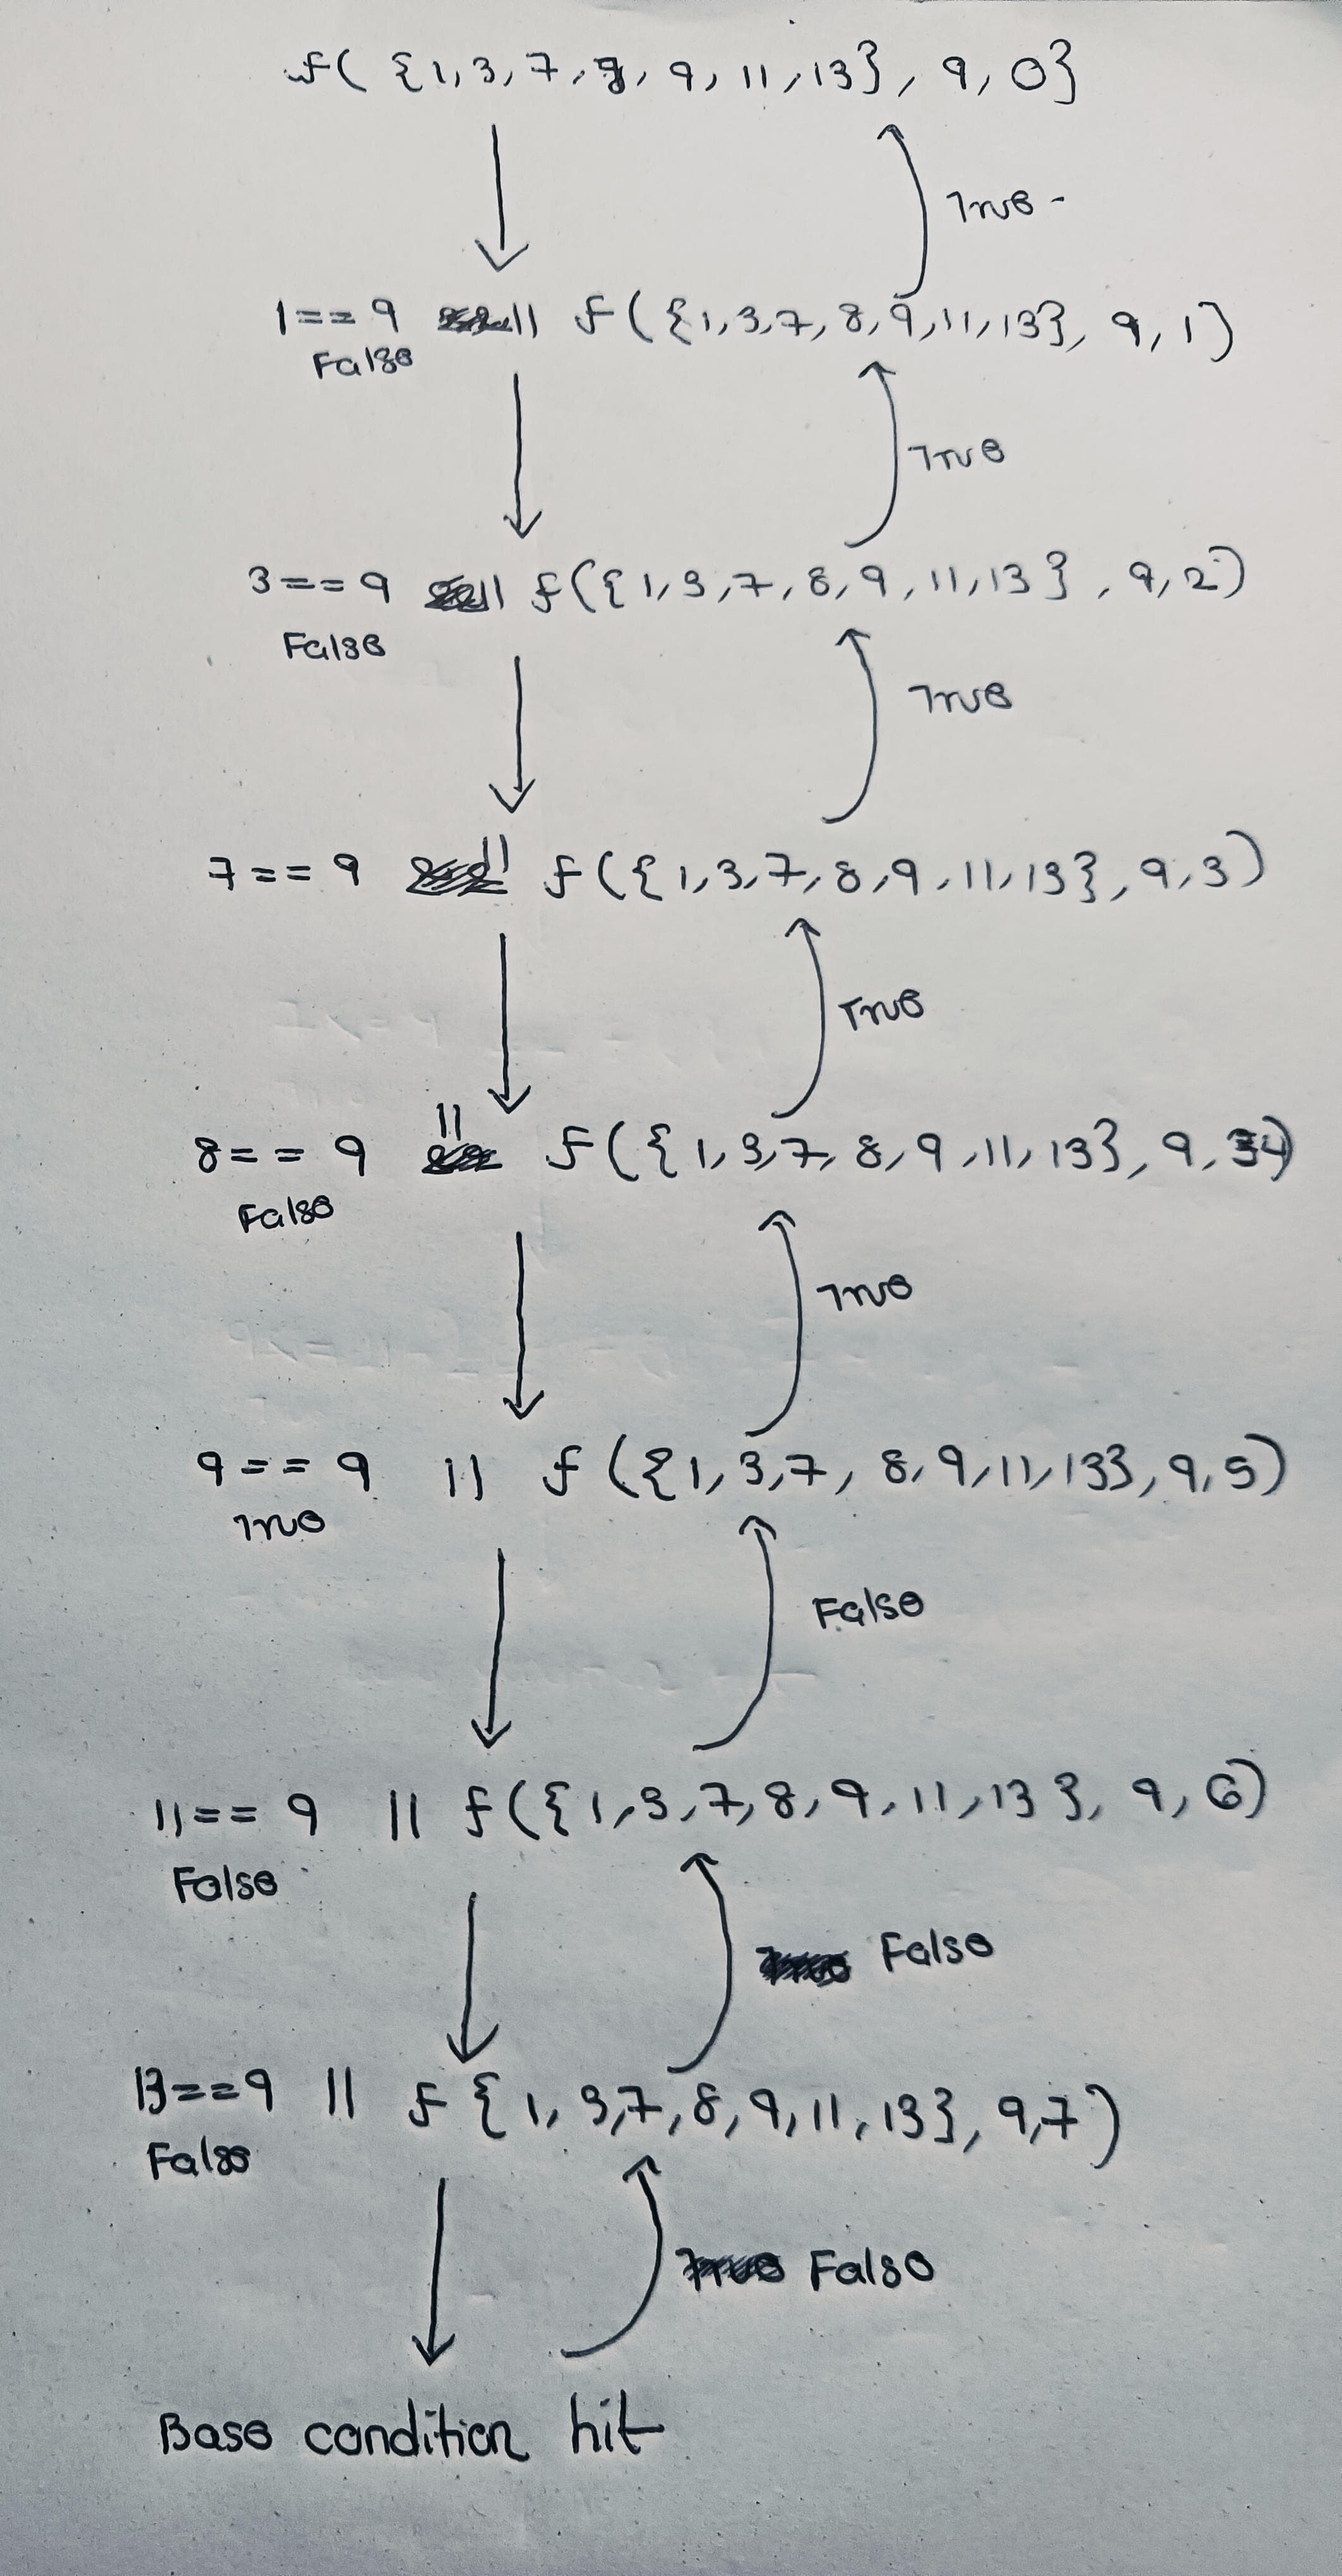 f( {1, 3, 7, 8, 9, 11, 13}, 9, 0}
True -
1 == 9 || f ( {1, 3, 7, 8, 9, 11, 13}, 9, 1)
False
True
3 == 9 || f ( { 1, 3, 7, 8, 9, 11, 13 }, 9, 2)
False
True
7 == 9 || f ( { 1, 3, 7, 8, 9, 11, 13 }, 9, 3)
True
8 == 9 || f ( { 1, 3, 7, 8, 9, 11, 13 }, 9, 4)
False
True
9 == 9 || f ( { 1, 3, 7, 8, 9, 11, 13 }, 9, 5)
True
False
11 == 9 || f ( { 1, 3, 7, 8, 9, 11, 13 }, 9, 6)
False
False
13 == 9 || f { 1, 3, 7, 8, 9, 11, 13 }, 9, 7)
False
False
Base condition hit